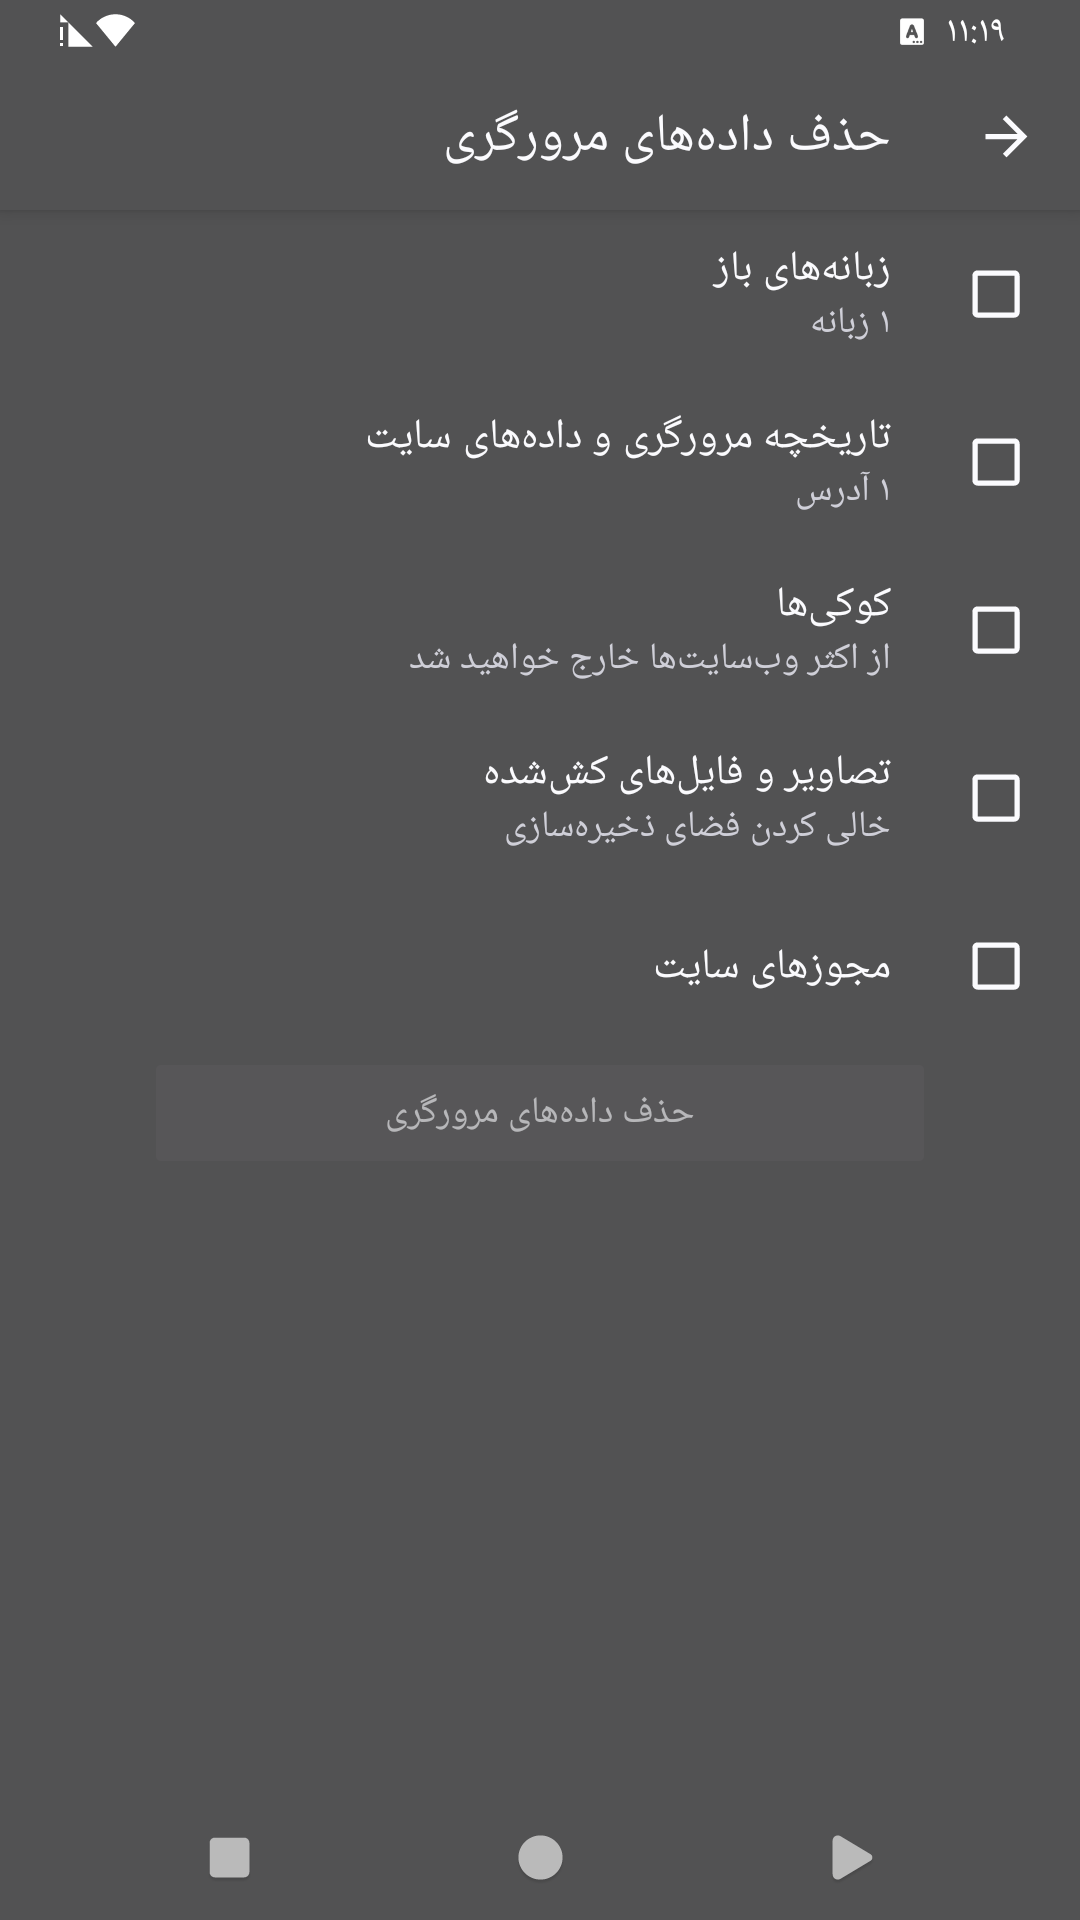 ۱۱:۱۹
حذف داده‌های مرورگری
زبانه‌های باز
۱ زبانه
تاریخچه مرورگری و داده‌های سایت
۱ آدرس
کوکی‌ها
از اکثر وب‌سایت‌ها خارج خواهید شد
تصاویر و فایل‌های کش‌شده
خالی کردن فضای ذخیره‌سازی
مجوزهای سایت
حذف داده‌های مرورگری